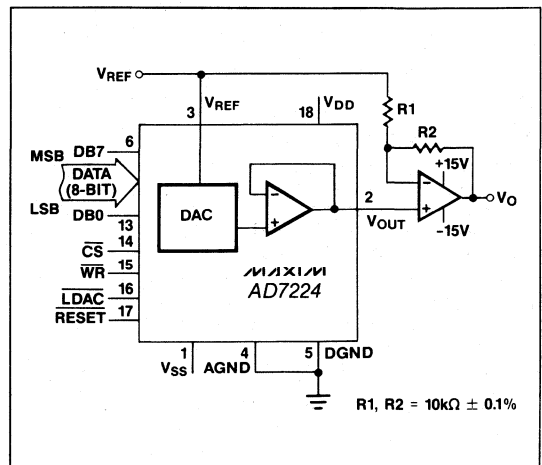 VREF
VREF
3
18
VDD
R1
R2
6
MSB DB7
DATA
(8-BIT)
+15V
−
+
VO
−15V
DAC
−
+
2
VOUT
LSB DB0
13
14
CS
15
WR
16
LDAC
17
RESET
MAXIM
AD7224
1
VSS
4
AGND
5
DGND
R1, R2 = 10kΩ ± 0.1%